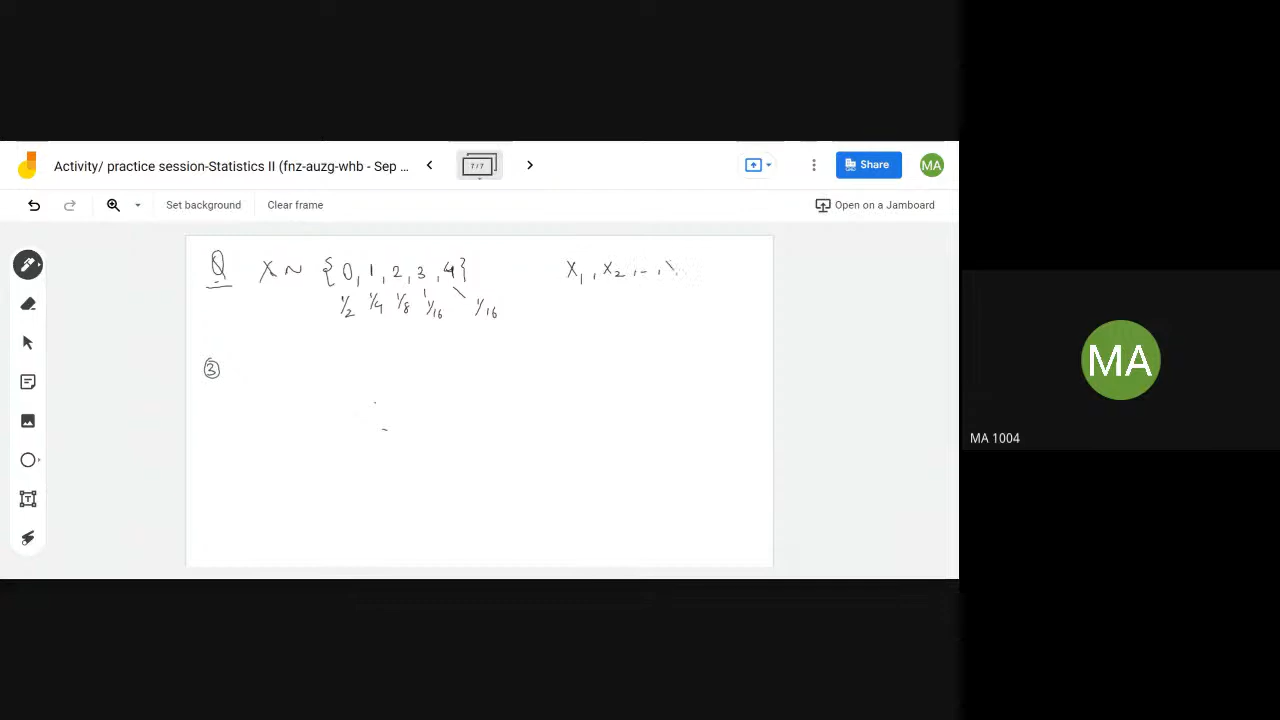 Activity/ practice session-Statistics II (fnz-auzg-whb - Sep ...
7/7
Share
MA
Set background
Clear frame
Open on a Jamboard
Q X ~ {0, 1, 2, 3, 4} X₁, X₂, .. ,
1/2 1/4 1/8 1/16 1/16
③
MA
MA 1004